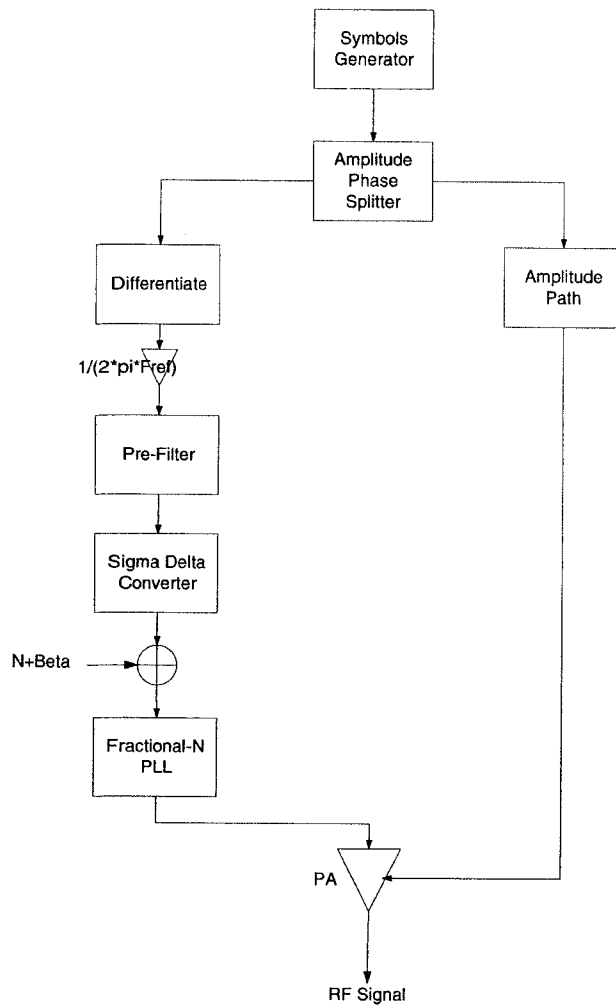 Symbols
Generator
Amplitude
Phase
Splitter
Differentiate
Amplitude
Path
1/(2*pi*Fref)
Pre-Filter
Sigma Delta
Converter
N+Beta
Fractional-N
PLL
PA
RF Signal